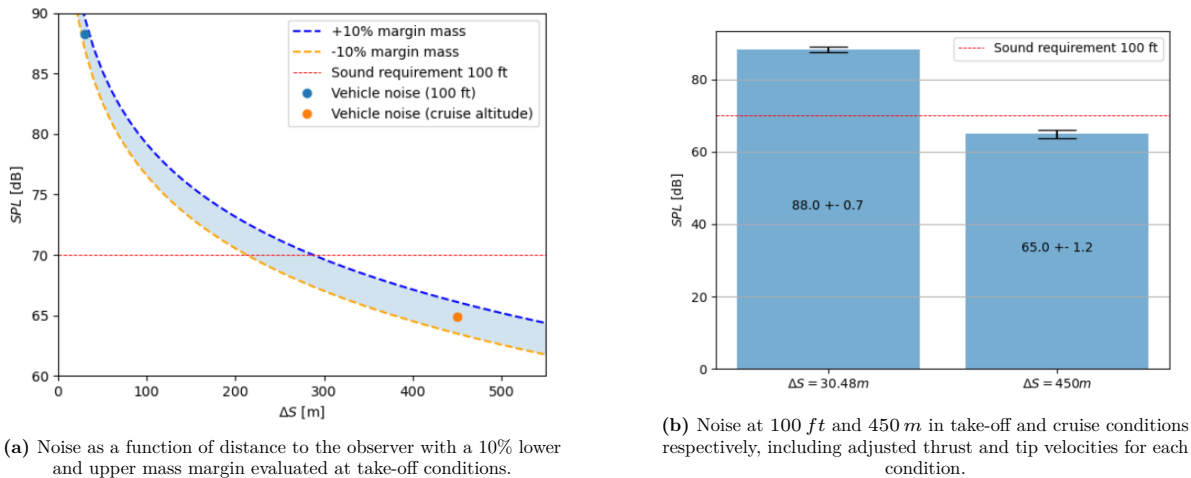 90
85
80
75
70
65
60
SPL [dB]
+10% margin mass
-10% margin mass
Sound requirement 100 ft
Vehicle noise (100 ft)
Vehicle noise (cruise altitude)
0 100 200 300 400 500
ΔS [m]
(a) Noise as a function of distance to the observer with a 10% lower
and upper mass margin evaluated at take-off conditions.
80
60
40
20
0
SPL [dB]
Sound requirement 100 ft
88.0 +- 0.7
65.0 +- 1.2
ΔS = 30.48m ΔS = 450m
(b) Noise at 100 ft and 450 m in take-off and cruise conditions
respectively, including adjusted thrust and tip velocities for each
condition.